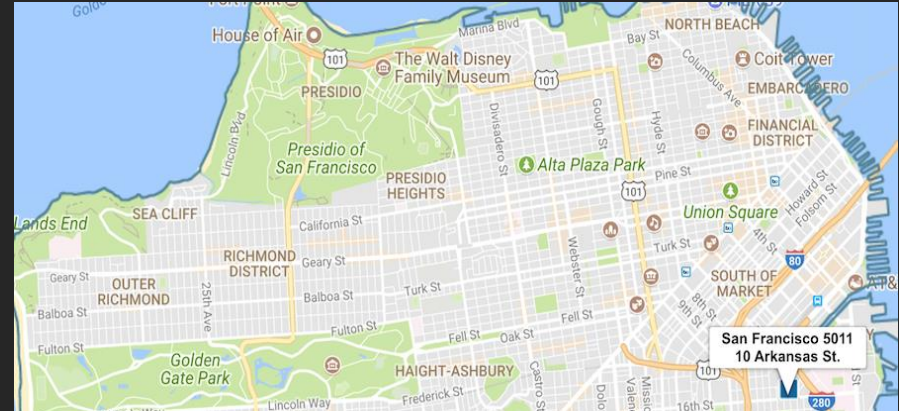 House of Air
101
The Walt Disney
Family Museum
PRESIDIO
Lincoln Blvd
Presidio of
San Francisco
Marina Blvd
101
Bay St
NORTH BEACH
Columbus Ave
Coit Tower
EMBARCADERO
FINANCIAL
DISTRICT
Divisadero St
Gough St
Hyde St
Alta Plaza Park
Pine St
101
Union Square
Howard St
Folsom St
PRESIDIO
HEIGHTS
Lands End
SEA CLIFF
California St
RICHMOND
DISTRICT
Geary St
Geary St
OUTER
RICHMOND
25th Ave
Balboa St
Balboa St
Turk St
Webster St
Turk St
4th St
80
SOUTH OF
MARKET
8th St
9th St
Fulton St
Fulton St
Fell St
Oak St
Fell St
San Francisco 5011
10 Arkansas St.
Golden
Gate Park
HAIGHT-ASHBURY
Castro St
101
Lincoln Way
Frederick St
16th St
280